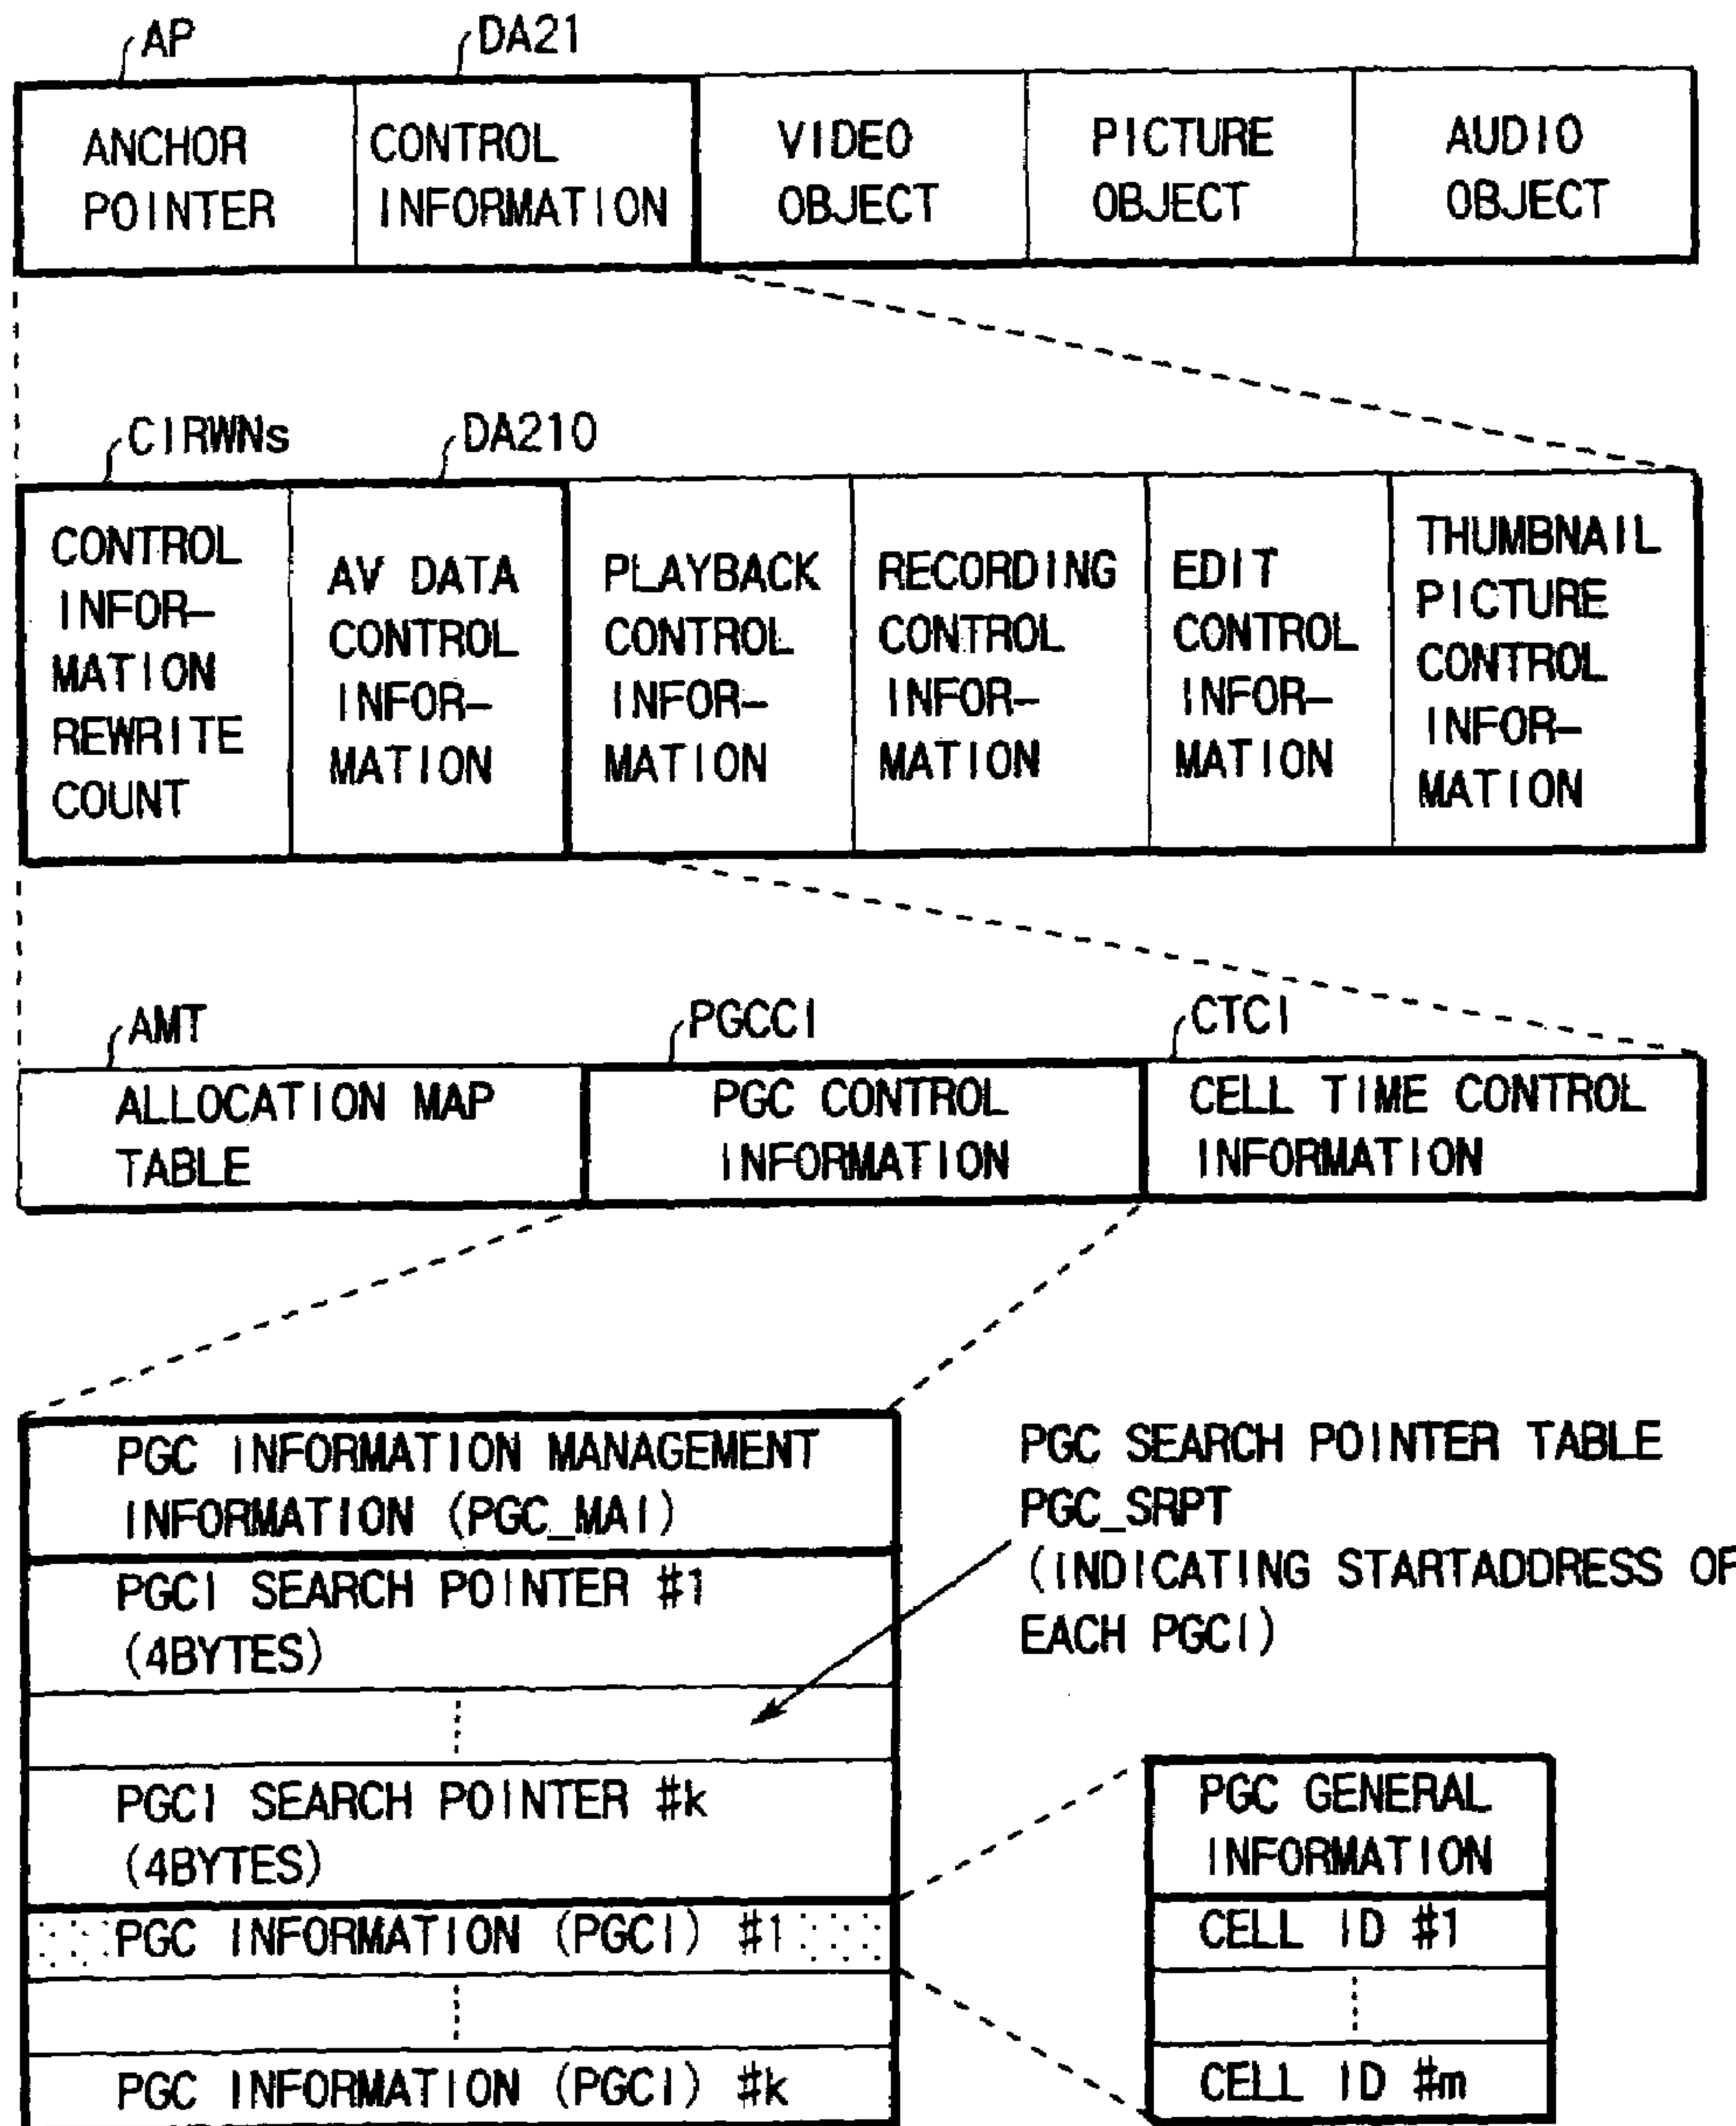 AP
DA21
ANCHOR
POINTER
CONTROL
INFORMATION
VIDEO
OBJECT
PICTURE
OBJECT
AUDIO
OBJECT
CIRWNs
DA210
CONTROL
INFOR-
MATION
REWRITE
COUNT
AV DATA
CONTROL
INFOR-
MATION
PLAYBACK
CONTROL
INFOR-
MATION
RECORDING
CONTROL
INFOR-
MATION
EDIT
CONTROL
INFOR-
MATION
THUMBNAIL
PICTURE
CONTROL
INFOR-
MATION
AMT
PGCCI
CTCI
ALLOCATION MAP
TABLE
PGC CONTROL
INFORMATION
CELL TIME CONTROL
INFORMATION
PGC INFORMATION MANAGEMENT
INFORMATION (PGC_MAI)
PGCI SEARCH POINTER #1
(4BYTES)
PGCI SEARCH POINTER #k
(4BYTES)
PGC INFORMATION (PGCI) #1
PGC INFORMATION (PGCI) #k
PGC SEARCH POINTER TABLE
PGC_SRPT
(INDICATING STARTADDRESS OF
EACH PGCI)
PGC GENERAL
INFORMATION
CELL ID #1
CELL ID #m